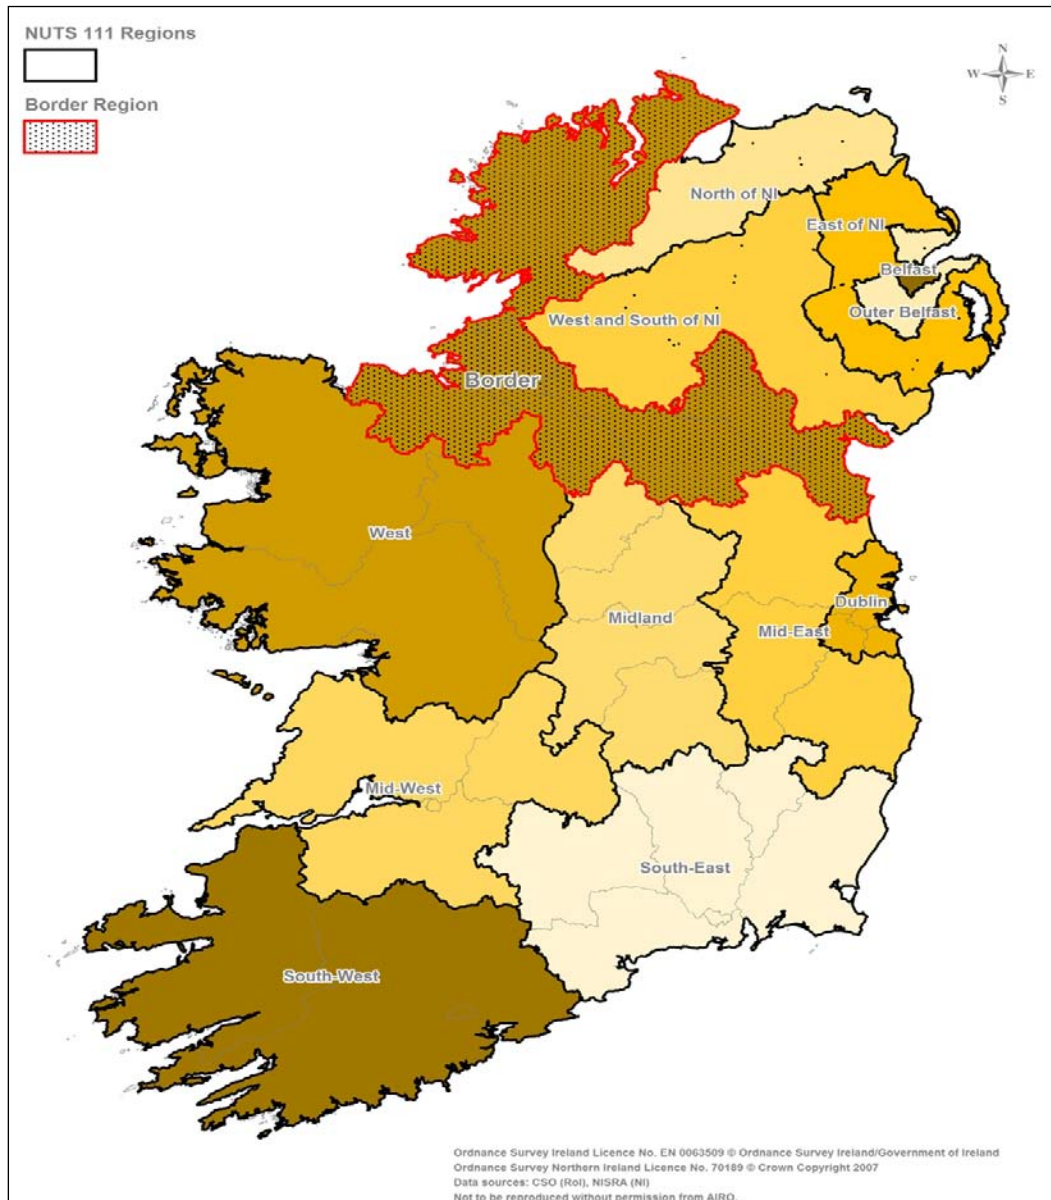 NUTS 111 Regions
Border Region
N
W E
S
North of NI
East of NI
Belfast
Outer Belfast
West and South of NI
Border
West
Midland
Dublin
Mid-East
Mid-West
South-East
South-West
Ordnance Survey Ireland Licence No. EN 0063509 © Ordnance Survey Ireland/Government of Ireland
Ordnance Survey Northern Ireland Licence No. 70189 © Crown Copyright 2007
Data sources: CSO (RoI), NISRA (NI)
Not to be reproduced without permission from AIRO.